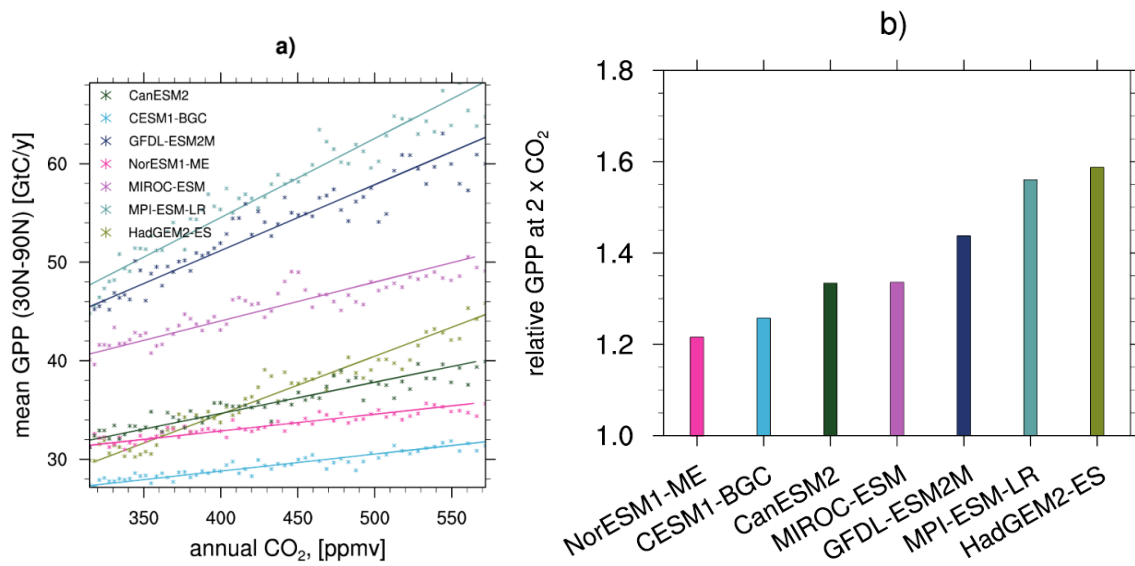 a)
CanESM2
CESM1-BGC
GFDL-ESM2M
NorESM1-ME
MIROC-ESM
MPI-ESM-LR
HadGEM2-ES
mean GPP (30N-90N) [GtC/y]
60
50
40
30
350 400 450 500 550
annual CO₂, [ppmv]
b)
relative GPP at 2 x CO₂
1.8
1.6
1.4
1.2
1.0
NorESM1-ME
CESM1-BGC
CanESM2
MIROC-ESM
GFDL-ESM2M
MPI-ESM-LR
HadGEM2-ES